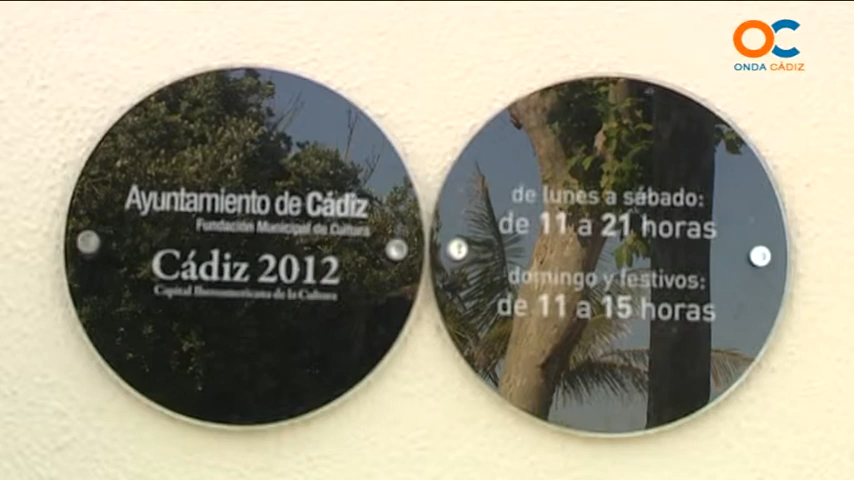 OC
ONDA CÁDIZ
Ayuntamiento de Cádiz
Fundación Municipal de Cultura
Cádiz 2012
Capital Iberoamericana de la Cultura
de lunes a sábado:
de 11 a 21 horas
domingo y festivos:
de 11 a 15 horas